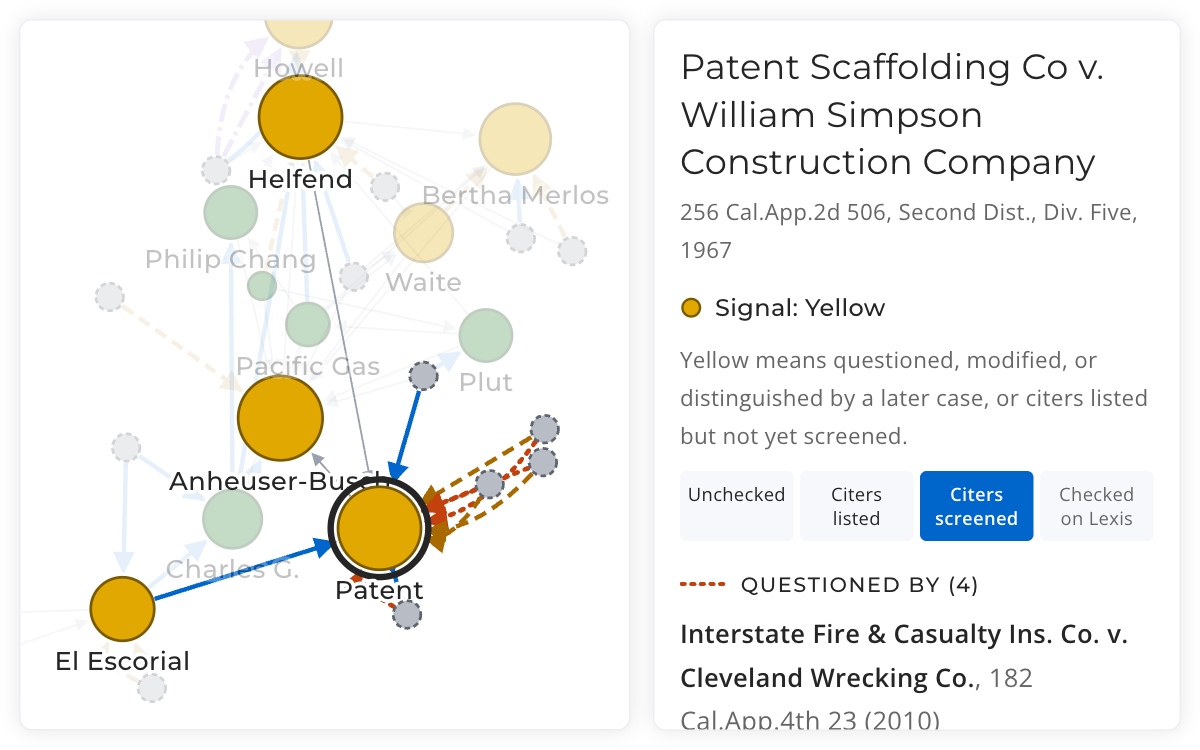 Howell
Helfend
Bertha Merlos
Philip Chang
Waite
Pacific Gas
Plut
Anheuser-Busch
Charles G.
Patent
El Escorial
Patent Scaffolding Co v.
William Simpson
Construction Company
256 Cal.App.2d 506, Second Dist., Div. Five,
1967
Signal: Yellow
Yellow means questioned, modified, or
distinguished by a later case, or citers listed
but not yet screened.
Unchecked
Citers
listed
Citers
screened
Checked
on Lexis
QUESTIONED BY (4)
Interstate Fire & Casualty Ins. Co. v.
Cleveland Wrecking Co., 182
Cal.App.4th 23 (2010)